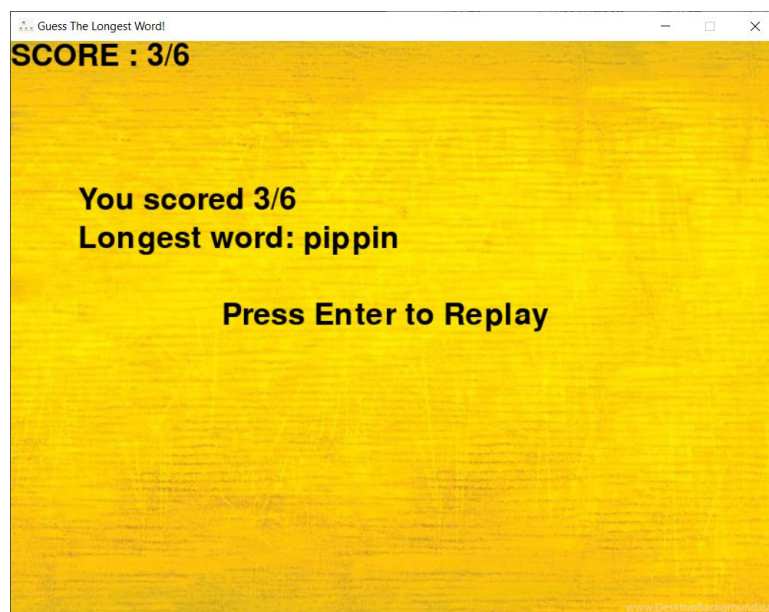 Guess The Longest Word!
SCORE : 3/6
You scored 3/6
Longest word: pippin
Press Enter to Replay